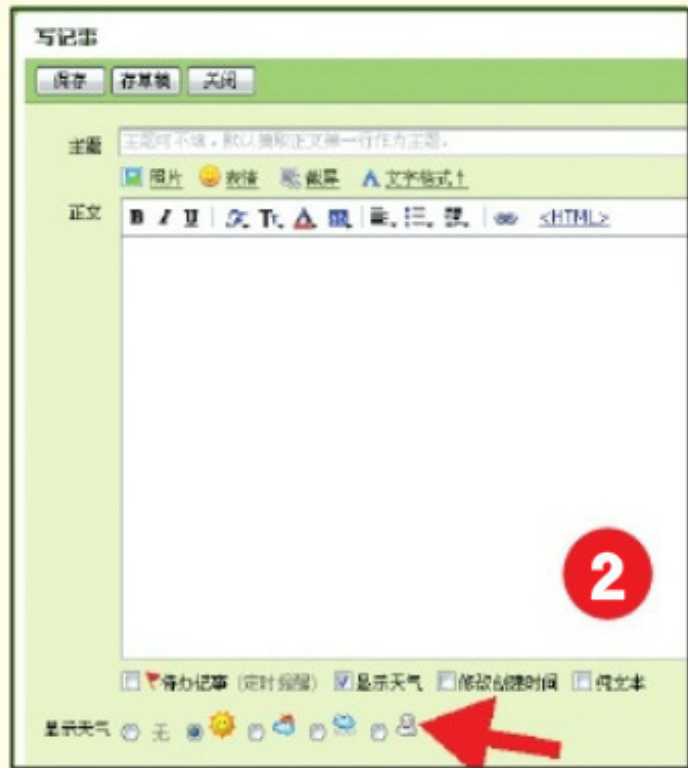 写记事
保存 存草稿 关闭
主题 主题可不填，默认摘取正文第一行作为主题。
照片 表情 截屏 A 文字格式↑
正文 B I U <HTML>
2
待办记事 (定时提醒) 显示天气 修改创建时间 纯文本
显示天气 无